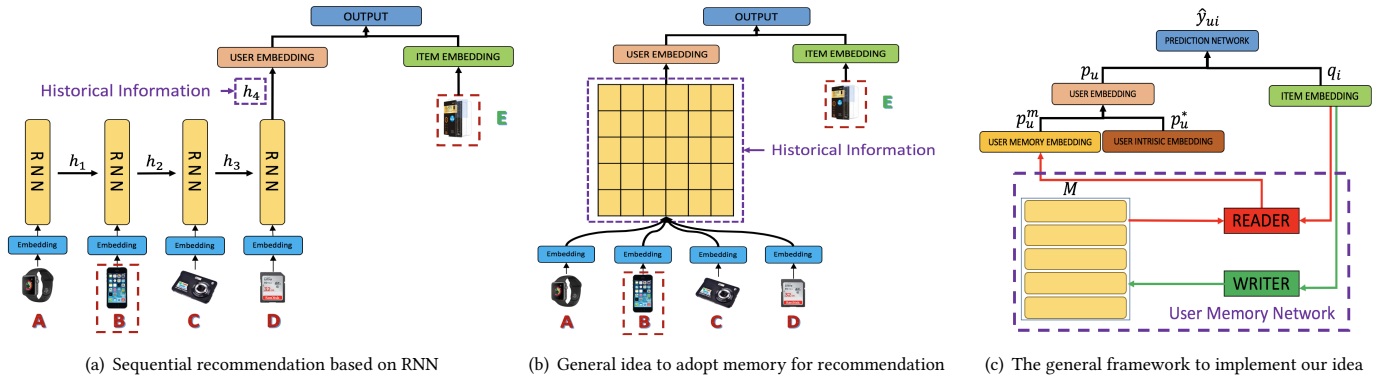 OUTPUT
USER EMBEDDING
ITEM EMBEDDING
Historical Information
h₄
E
RNN
h₁
RNN
h₂
RNN
h₃
RNN
Embedding
Embedding
Embedding
Embedding
A
B
C
D
(a) Sequential recommendation based on RNN
OUTPUT
USER EMBEDDING
ITEM EMBEDDING
E
Historical Information
Embedding
Embedding
Embedding
Embedding
A
B
C
D
(b) General idea to adopt memory for recommendation
ŷᵤᵢ
PREDICTION NETWORK
pᵤ
qᵢ
USER EMBEDDING
ITEM EMBEDDING
pᵤᵐ
pᵤ*
USER MEMORY EMBEDDING
USER INTRISIC EMBEDDING
M
READER
WRITER
User Memory Network
(c) The general framework to implement our idea